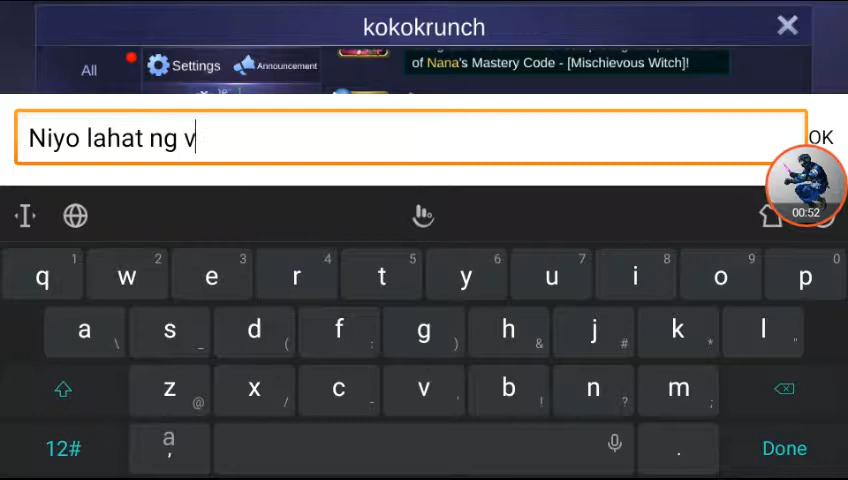 kokokrunch
All
Settings
Announcement
of Nana's Mastery Code - [Mischievous Witch]!
Niyo lahat ng v
OK
00:52
1 2 3 4 5 6 7 8 9 0
q w e r t y u i o p
a s d f g h j k l
\ _ ( : ) & # * "
z x c v b n m
@ / - , ! ? ;
12# a , . Done